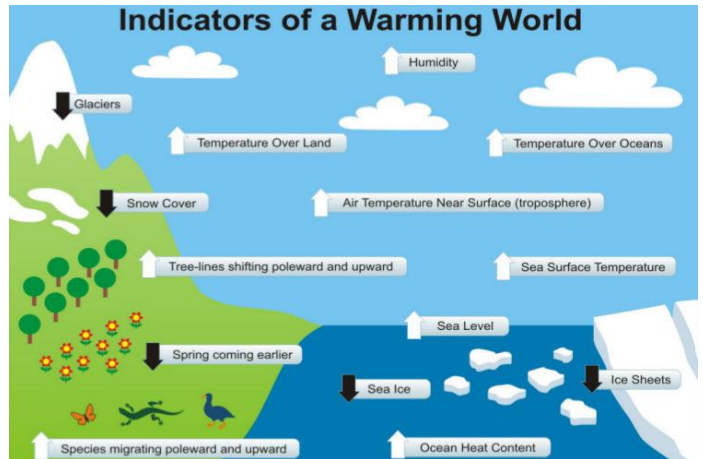 Indicators of a Warming World
Humidity
Glaciers
Temperature Over Land
Temperature Over Oceans
Snow Cover
Air Temperature Near Surface (troposphere)
Tree-lines shifting poleward and upward
Sea Surface Temperature
Sea Level
Spring coming earlier
Sea Ice
Ice Sheets
Species migrating poleward and upward
Ocean Heat Content